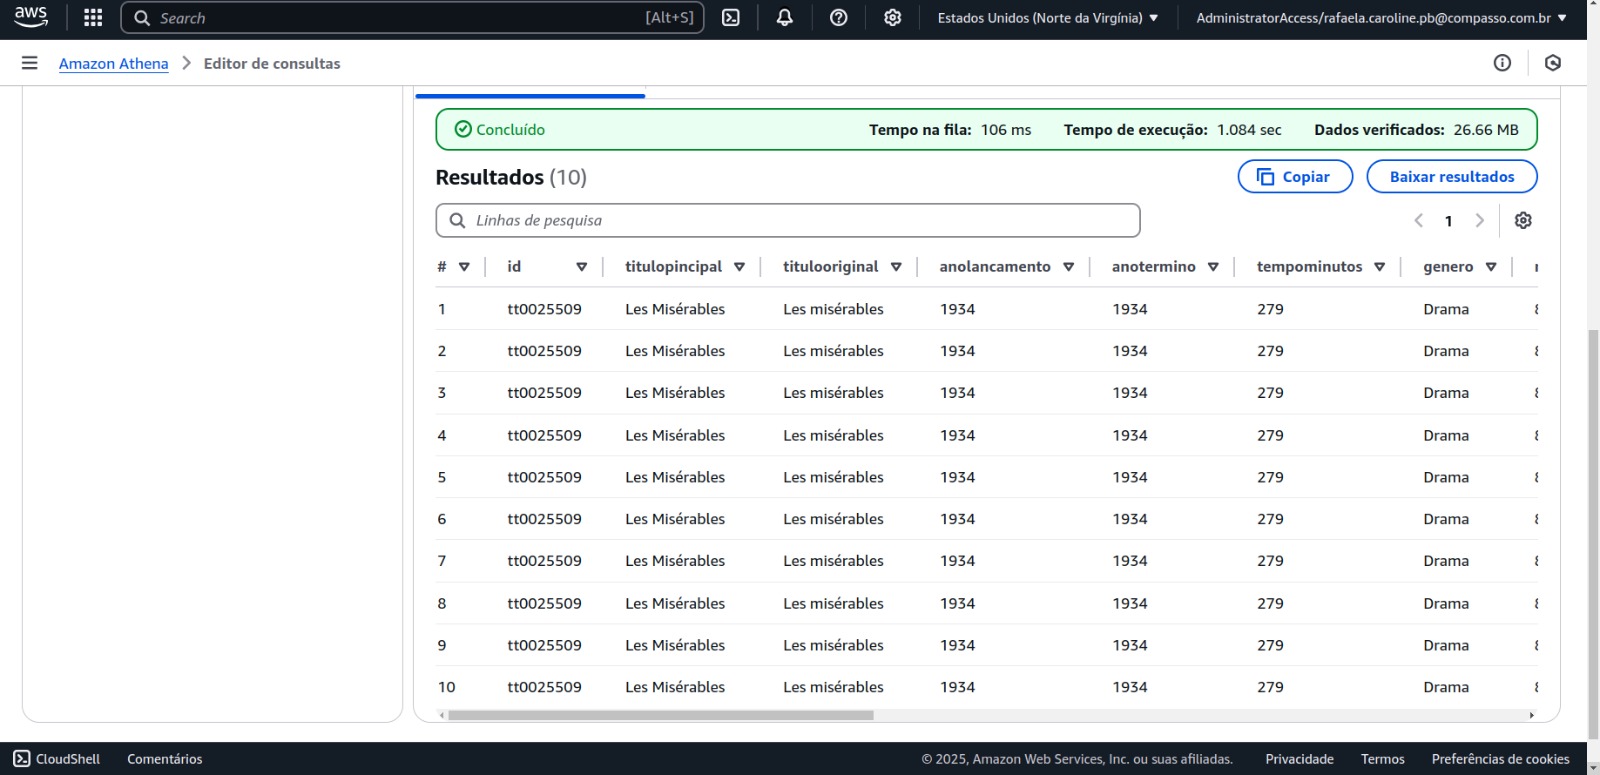 aws Search [Alt+S] Estados Unidos (Norte da Virgínia) AdministratorAccess/rafaela.caroline.pb@compasso.com.br
Amazon Athena > Editor de consultas
Concluído Tempo na fila: 106 ms Tempo de execução: 1.084 sec Dados verificados: 26.66 MB
Resultados (10) Copiar Baixar resultados
Linhas de pesquisa 1
# id titulopincipal titulooriginal anolancamento anotermino tempominutos genero
1 tt0025509 Les Misérables Les misérables 1934 1934 279 Drama
2 tt0025509 Les Misérables Les misérables 1934 1934 279 Drama
3 tt0025509 Les Misérables Les misérables 1934 1934 279 Drama
4 tt0025509 Les Misérables Les misérables 1934 1934 279 Drama
5 tt0025509 Les Misérables Les misérables 1934 1934 279 Drama
6 tt0025509 Les Misérables Les misérables 1934 1934 279 Drama
7 tt0025509 Les Misérables Les misérables 1934 1934 279 Drama
8 tt0025509 Les Misérables Les misérables 1934 1934 279 Drama
9 tt0025509 Les Misérables Les misérables 1934 1934 279 Drama
10 tt0025509 Les Misérables Les misérables 1934 1934 279 Drama
CloudShell Comentários © 2025, Amazon Web Services, Inc. ou suas afiliadas. Privacidade Termos Preferências de cookies